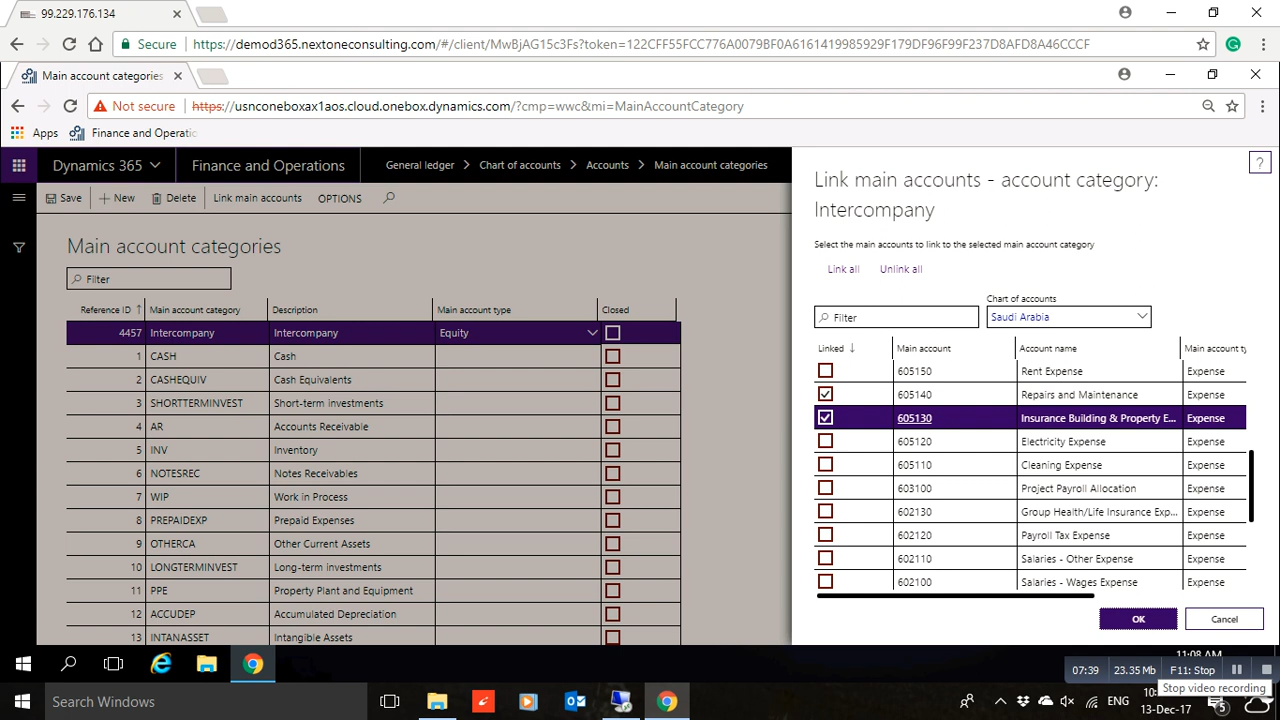 99.229.176.134
Secure https://demod365.nextoneconsulting.com/#/client/MwBjAG15c3Fs?token=122CFF55FCC776A0079BF0A6161419985929F179DF96F99F237D8AFD8A46CCCF
Main account categories
Not secure https://usnconeboxax1aos.cloud.onebox.dynamics.com/?cmp=wwc&mi=MainAccountCategory
Apps Finance and Operatic
Dynamics 365 Finance and Operations General ledger Chart of accounts Accounts Main account categories
?
Save New Delete Link main accounts OPTIONS
Main account categories
Filter
Reference ID Main account category Description Main account type Closed
4457 Intercompany Intercompany Equity
1 CASH Cash
2 CASHEQUIV Cash Equivalents
3 SHORTTERMINVEST Short-term investments
4 AR Accounts Receivable
5 INV Inventory
6 NOTESREC Notes Receivables
7 WIP Work in Process
8 PREPAIDEXP Prepaid Expenses
9 OTHERCA Other Current Assets
10 LONGTERMINVEST Long-term investments
11 PPE Property Plant and Equipment
12 ACCUDEP Accumulated Depreciation
13 INTANASSET Intangible Assets
Link main accounts - account category:
Intercompany
Select the main accounts to link to the selected main account category
Link all Unlink all
Chart of accounts
Filter Saudi Arabia
Linked Main account Account name Main account ty
605150 Rent Expense Expense
605140 Repairs and Maintenance Expense
605130 Insurance Building & Property E... Expense
605120 Electricity Expense Expense
605110 Cleaning Expense Expense
603100 Project Payroll Allocation Expense
602130 Group Health/Life Insurance Exp... Expense
602120 Payroll Tax Expense Expense
602110 Salaries - Other Expense Expense
602100 Salaries - Wages Expense Expense
OK Cancel
11:08 AM
07:39 23.35 Mb F11: Stop
Stop video recording
Search Windows
ENG
13-Dec-17
5